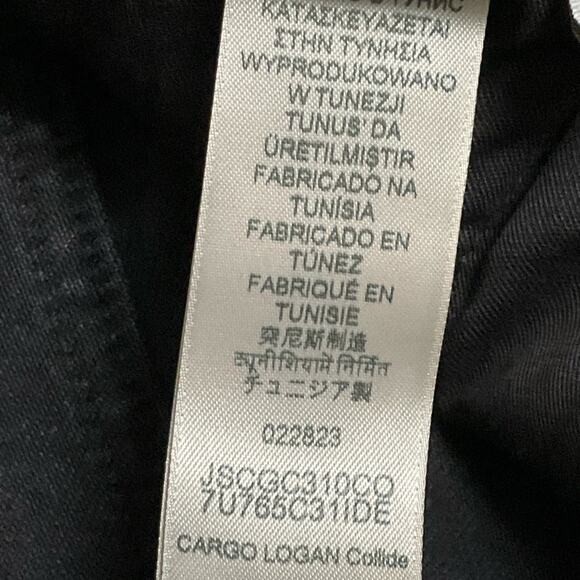 ΚΑΤΑΣΚΕΥΑΖΕΤΑΙ
ΣΤΗΝ ΤΥΝΗΣΙΑ
WYPRODUKOWANO
W TUNEZJI
TUNUS'DA
ÜRETILMIŞTIR
FABRICADO NA
TUNÍSIA
FABRICADO EN
TÚNEZ
FABRIQUÉ EN
TUNISIE
突尼斯制造
ट्यूनीशियामें निर्मित
チュニジア製
022823
JSCGC310CO
7U765C31IDE
CARGO LOGAN Collide